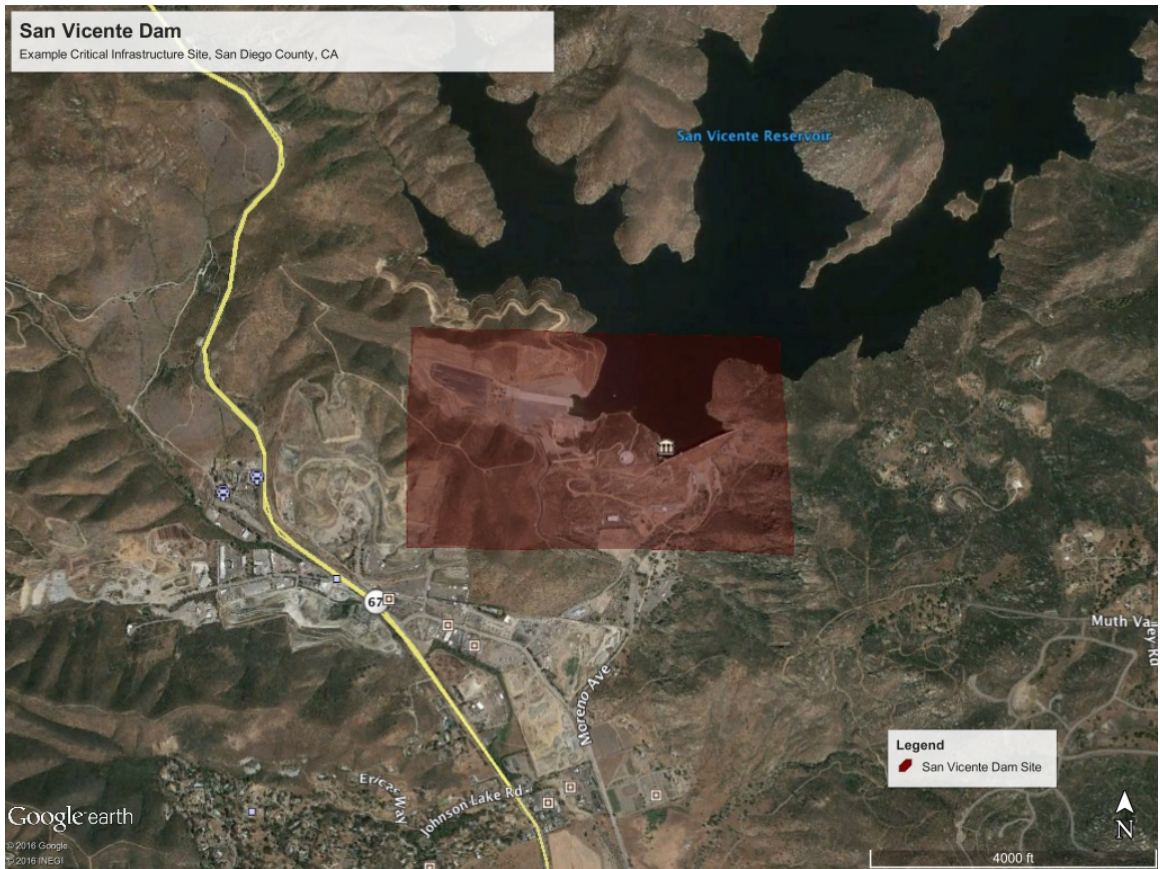 San Vicente Dam
Example Critical Infrastructure Site, San Diego County, CA
San Vicente Reservoir
67
Muth Valley Rd
Moreno Ave
Legend
San Vicente Dam Site
Johnson Lake Rd
Google earth
N
© 2016 Google
© 2016 INEGI
4000 ft